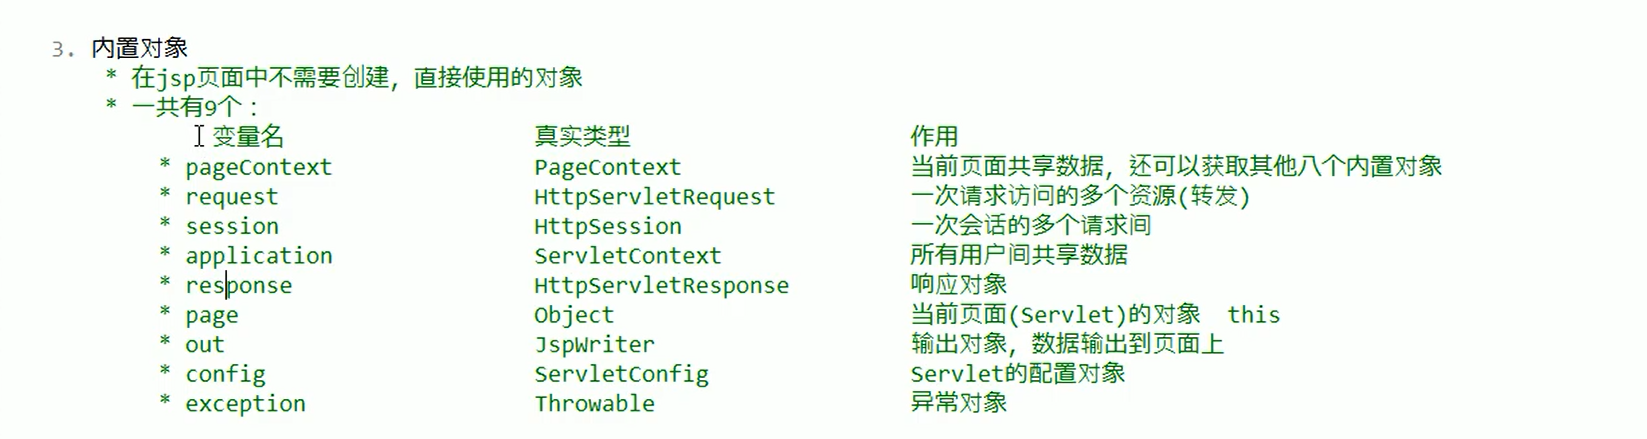 3. 内置对象
* 在jsp页面中不需要创建，直接使用的对象
* 一共有9个：
变量名 真实类型 作用
* pageContext PageContext 当前页面共享数据，还可以获取其他八个内置对象
* request HttpServletRequest 一次请求访问的多个资源(转发)
* session HttpSession 一次会话的多个请求间
* application ServletContext 所有用户间共享数据
* response HttpServletResponse 响应对象
* page Object 当前页面(Servlet)的对象 this
* out JspWriter 输出对象，数据输出到页面上
* config ServletConfig Servlet的配置对象
* exception Throwable 异常对象